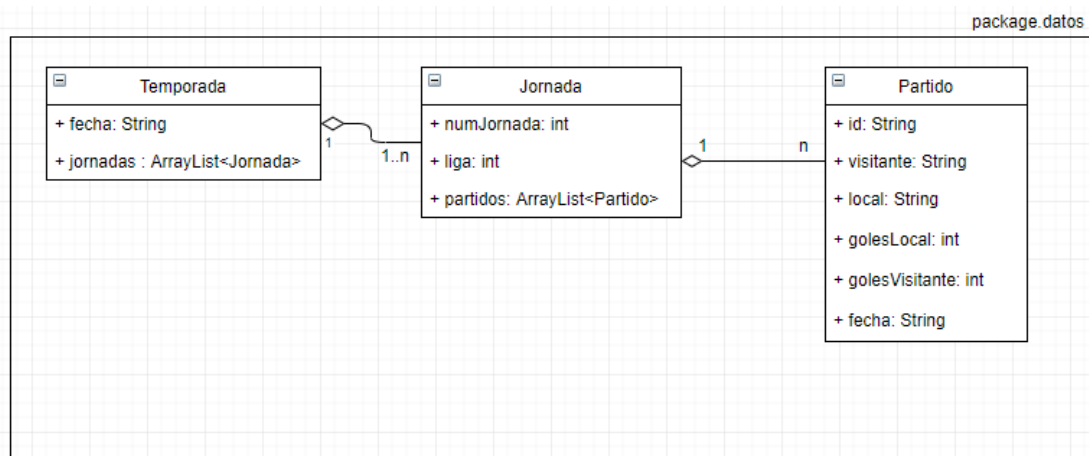 package.datos
Temporada
+ fecha: String
+ jornadas : ArrayList<Jornada>
1
1..n
Jornada
+ numJornada: int
+ liga: int
+ partidos: ArrayList<Partido>
1
n
Partido
+ id: String
+ visitante: String
+ local: String
+ golesLocal: int
+ golesVisitante: int
+ fecha: String